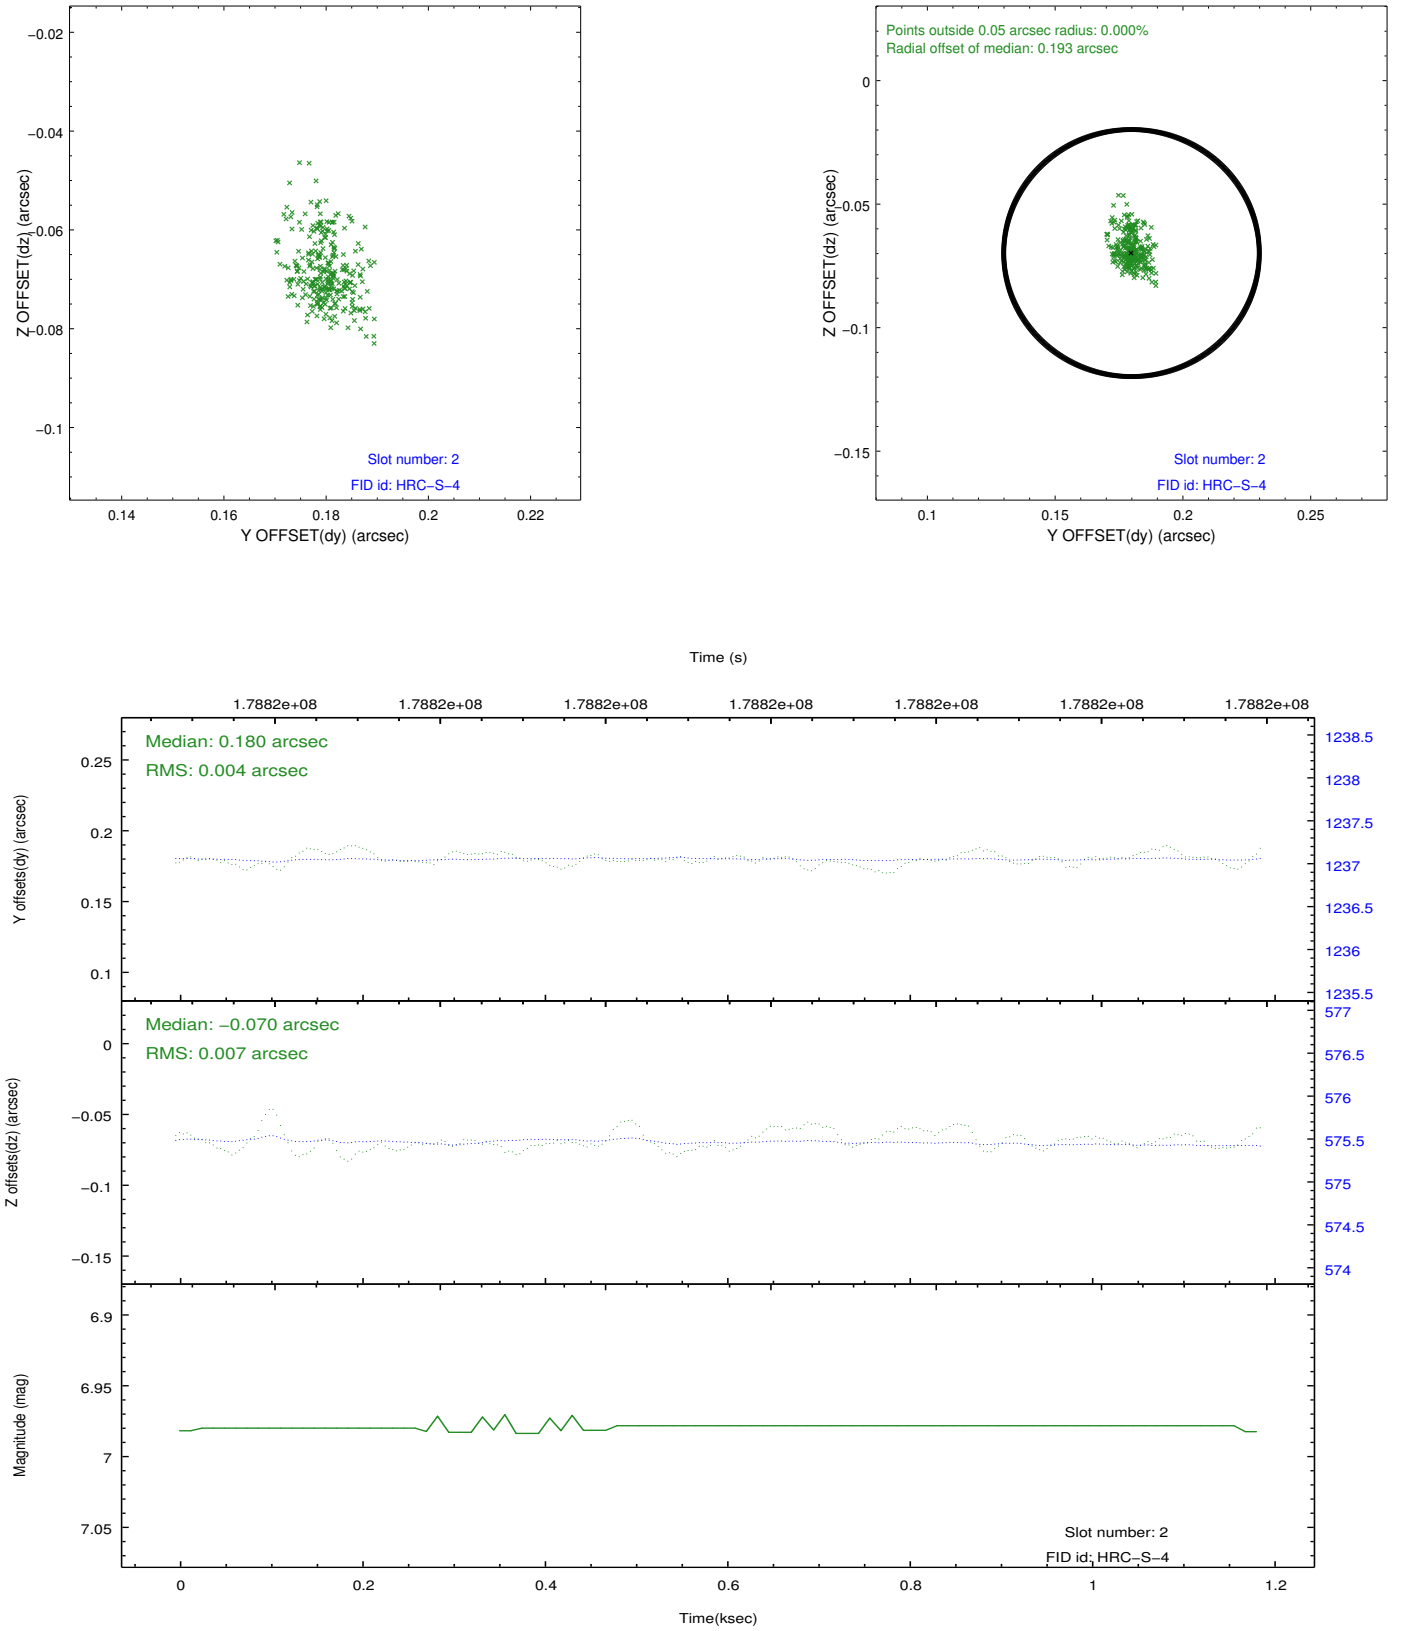 −0.02
−0.04
−0.06
−0.08
−0.1
Z OFFSET(dz) (arcsec)
Slot number: 2
FID id: HRC−S−4
0.14
0.16
0.18
0.2
0.22
Y OFFSET(dy) (arcsec)
Points outside 0.05 arcsec radius: 0.000%
Radial offset of median: 0.193 arcsec
0
−0.05
−0.1
−0.15
Z OFFSET(dz) (arcsec)
Slot number: 2
FID id: HRC−S−4
0.1
0.15
0.2
0.25
Y OFFSET(dy) (arcsec)
Time (s)
1.7882e+08 1.7882e+08 1.7882e+08 1.7882e+08 1.7882e+08 1.7882e+08 1.7882e+08
Median: 0.180 arcsec
RMS: 0.004 arcsec
0.25
0.2
0.15
0.1
Y offsets(dy) (arcsec)
1238.5
1238
1237.5
1237
1236.5
1236
1235.5
Median: −0.070 arcsec
RMS: 0.007 arcsec
0
−0.05
−0.1
−0.15
Z offsets(dz) (arcsec)
577
576.5
576
575.5
575
574.5
574
6.9
6.95
7
7.05
Magnitude (mag)
Slot number: 2
FID id: HRC−S−4
0 0.2 0.4 0.6 0.8 1 1.2
Time(ksec)